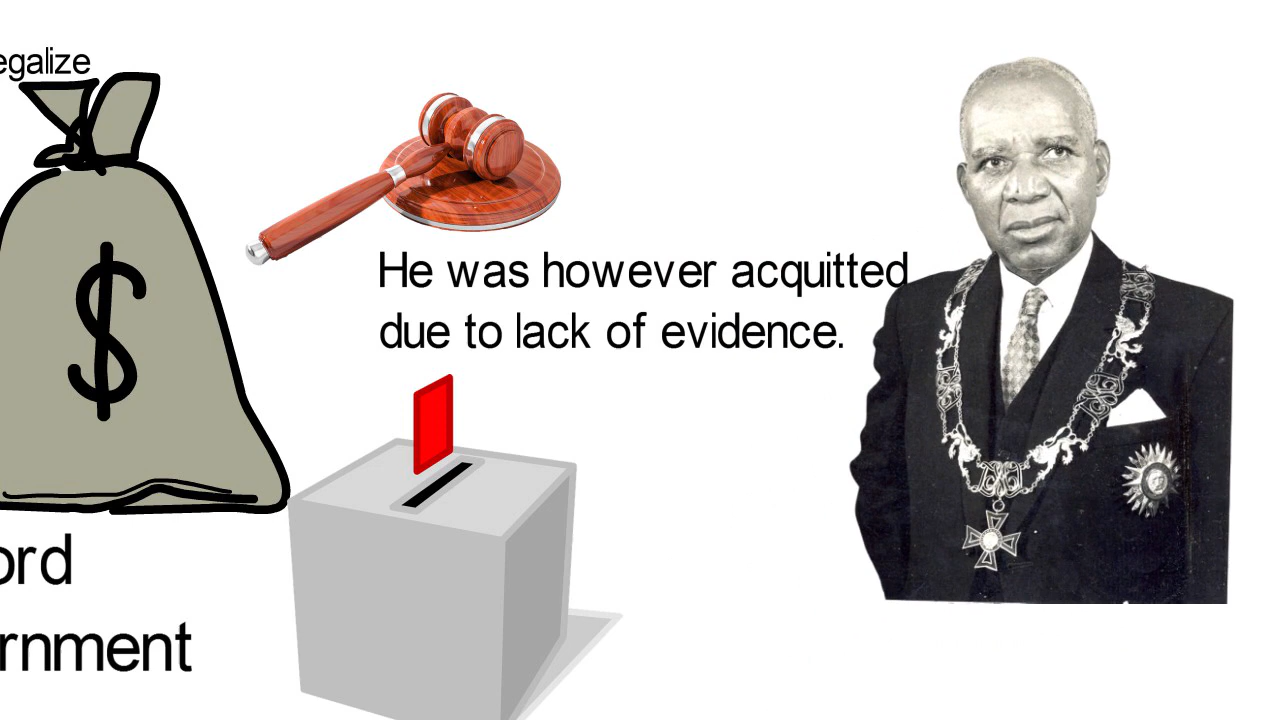 egalize
He was however acquitted
due to lack of evidence.
$
ord
rnment